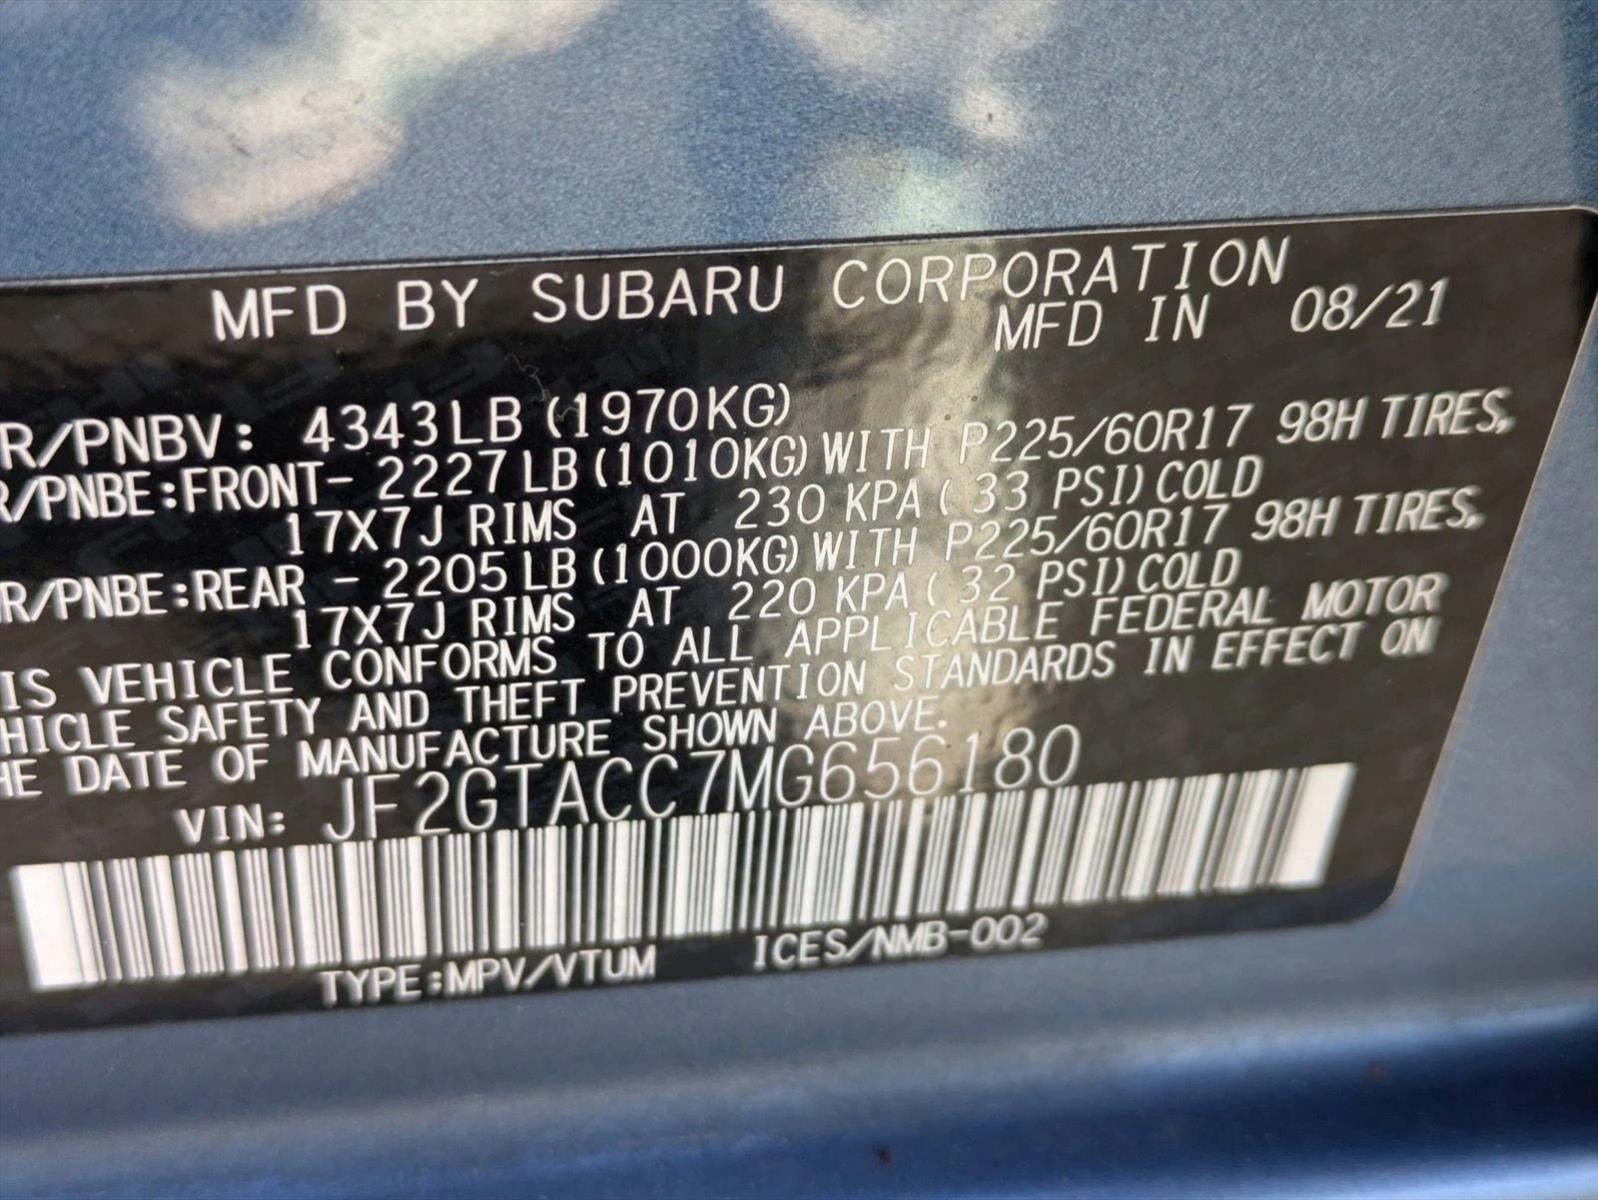 MFD BY SUBARU CORPORATION
MFD IN 08/21
R/PNBV: 4343LB (1970KG)
R/PNBE:FRONT- 2227LB (1010KG) WITH P225/60R17 98H TIRES,
17X7J RIMS AT 230 KPA ( 33 PSI) COLD
R/PNBE:REAR - 2205LB (1000KG) WITH P225/60R17 98H TIRES,
17X7J RIMS AT 220 KPA ( 32 PSI) COLD
IS VEHICLE CONFORMS TO ALL APPLICABLE FEDERAL MOTOR
HICLE SAFETY AND THEFT PREVENTION STANDARDS IN EFFECT ON
HE DATE OF MANUFACTURE SHOWN ABOVE.
VIN: JF2GTACC7MG656180
TYPE:MPV/VTUM ICES/NMB-002